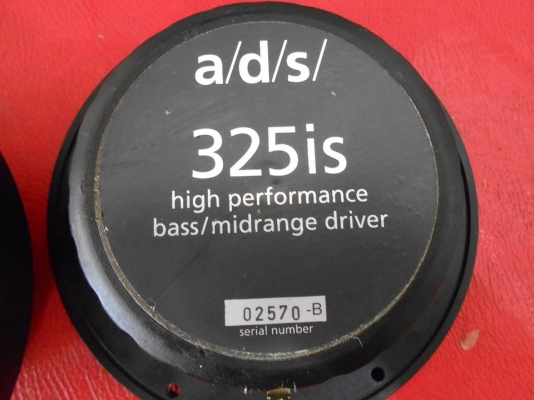 a/d/s/
325is
high performance
bass/midrange driver
02570-B
serial number